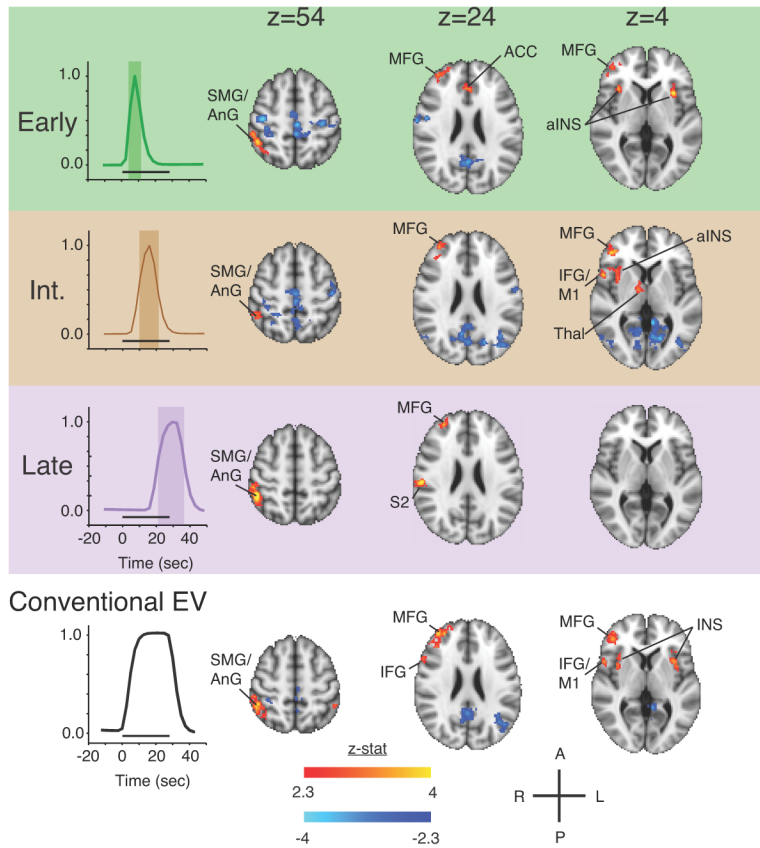 z=54 z=24 z=4
Early
1.0
0.0
SMG/
AnG
MFG
ACC
MFG
aINS
Int.
1.0
0.0
SMG/
AnG
MFG
MFG
aINS
IFG/
M1
Thal
Late
1.0
0.0
-20 0 20 40
Time (sec)
SMG/
AnG
MFG
S2
Conventional EV
1.0
0.0
-20 0 20 40
Time (sec)
SMG/
AnG
MFG
IFG
MFG
INS
IFG/
M1
z-stat
2.3 4
-4 -2.3
A
R L
P